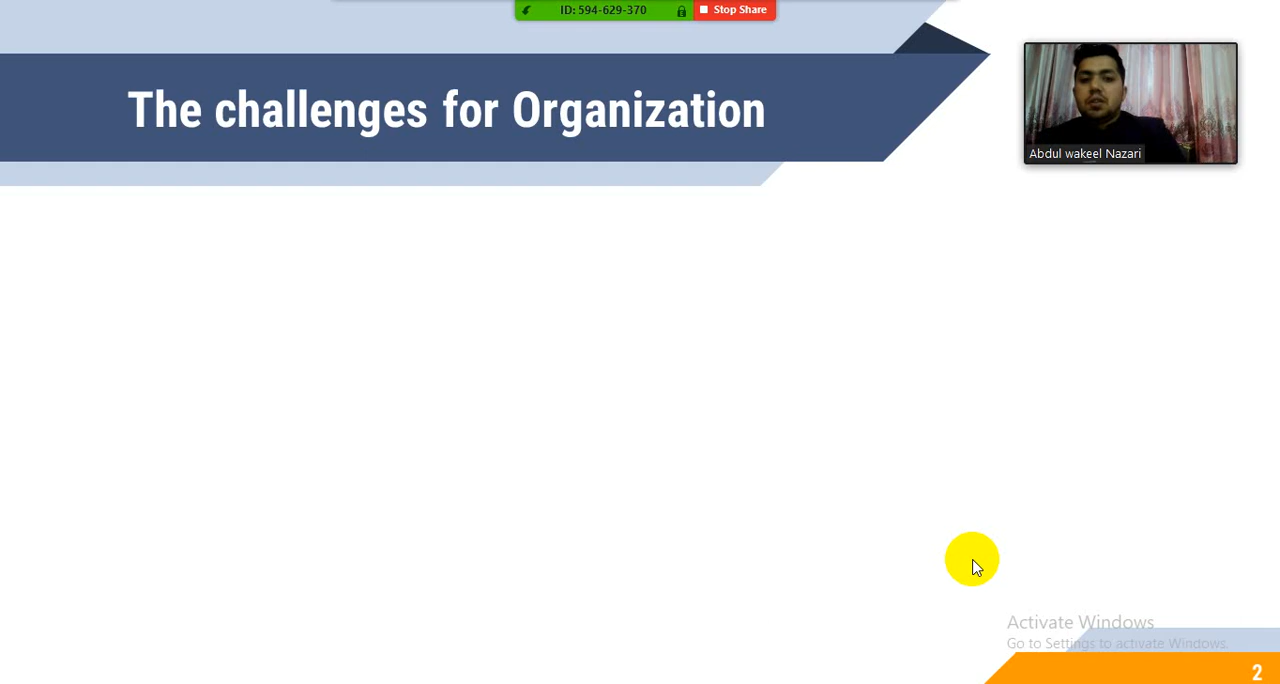 ID: 594-629-370
Stop Share
The challenges for Organization
Abdul wakeel Nazari
Activate Windows
Go to Settings to activate Windows.
2